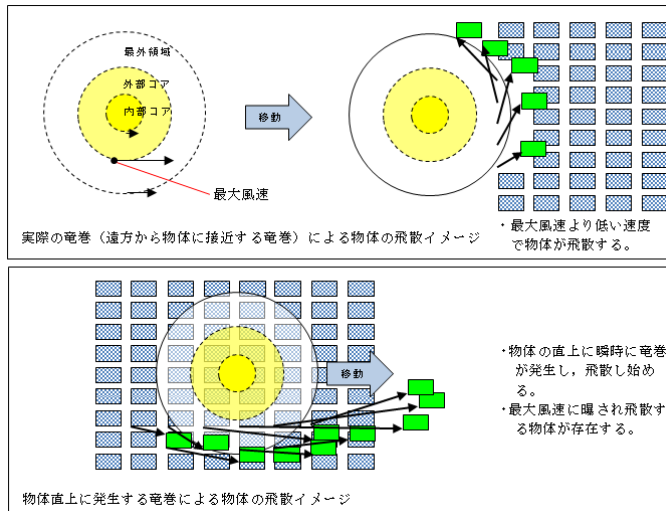 最外領域
外部コア
内部コア
移動
最大風速
実際の竜巻（遠方から物体に接近する竜巻）による物体の飛散イメージ
・最大風速より低い速度
で物体が飛散する。
移動
・物体の直上に瞬時に竜巻
が発生し，飛散し始め
る。
・最大風速に曝され飛散す
る物体が存在する。
物体直上に発生する竜巻による物体の飛散イメージ